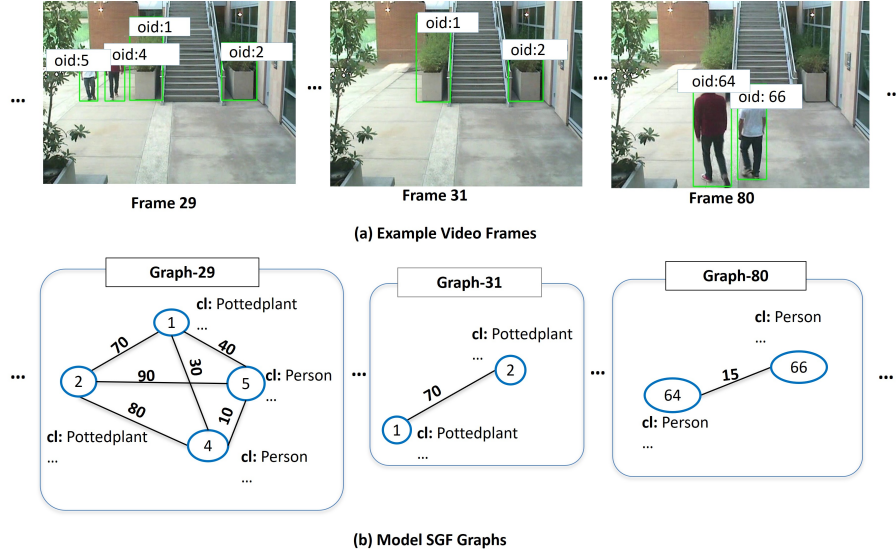 oid:1
oid:5
oid:4
oid:2
...
Frame 29
...
oid:1
oid:2
Frame 31
...
oid:64
oid: 66
Frame 80
...
(a) Example Video Frames
Graph-29
1
cl: Pottedplant
...
70
40
30
2
90
5
cl: Person
...
80
10
cl: Pottedplant
...
4
cl: Person
...
...
Graph-31
cl: Pottedplant
...
2
70
1
cl: Pottedplant
...
...
Graph-80
cl: Person
...
15
66
64
cl: Person
...
...
...
(b) Model SGF Graphs